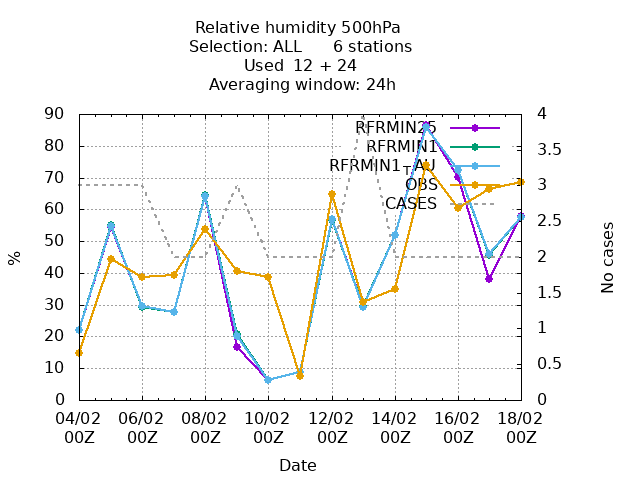 Relative humidity 500hPa
Selection: ALL 6 stations
Used 12 + 24
Averaging window: 24h
90 4
80 3.5
70 3
60 2.5
50
40 2
30 1.5
20 1
10 0.5
0 0
%
No cases
RFRMIN25
RFRMIN1
RFRMIN1_AU
OBS
CASES
04/02 06/02 08/02 10/02 12/02 14/02 16/02 18/02
00Z 00Z 00Z 00Z 00Z 00Z 00Z 00Z
Date